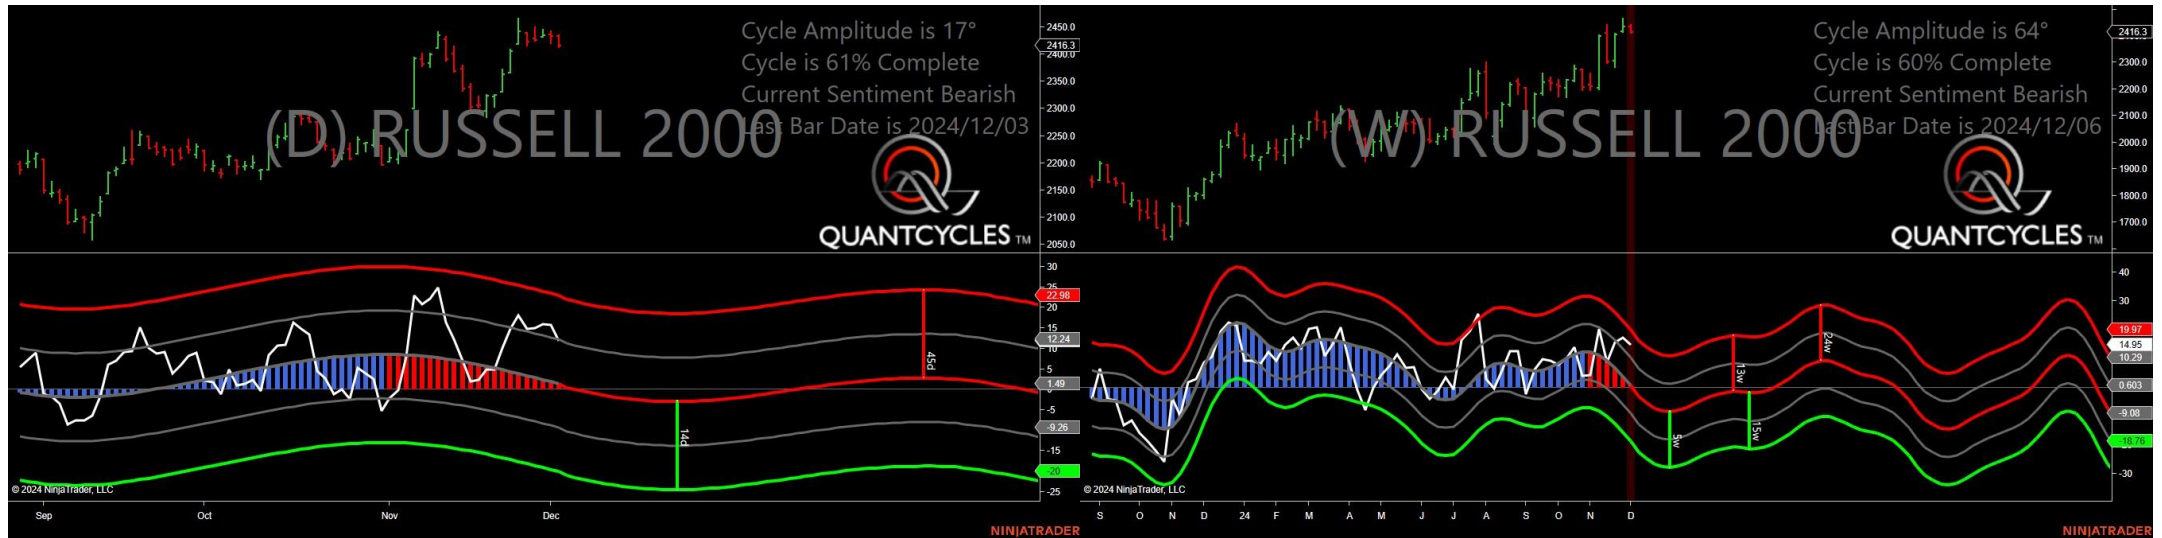 Cycle Amplitude is 17°
Cycle is 61% Complete
Current Sentiment Bearish
Last Bar Date is 2024/12/03
(D) RUSSELL 2000
QUANTCYCLES TM
2450.0
2416.3
2400.0
2350.0
2300.0
2250.0
2200.0
2150.0
2100.0
2050.0
30
25
22.98
20
15
12.24
10
5
1.49
-5
-9.26
-15
-20
-25
45d
14d
© 2024 NinjaTrader, LLC
Sep Oct Nov Dec
NINJATRADER
Cycle Amplitude is 64°
Cycle is 60% Complete
Current Sentiment Bearish
Last Bar Date is 2024/12/06
(W) RUSSELL 2000
QUANTCYCLES TM
2416.3
2300.0
2200.0
2100.0
2000.0
1900.0
1800.0
1700.0
40
30
19.97
14.95
10.29
0.603
-9.08
-18.76
-30
13w
24w
5w
15w
© 2024 NinjaTrader, LLC
S O N D 24 F M A M J J A S O N D
NINJATRADER